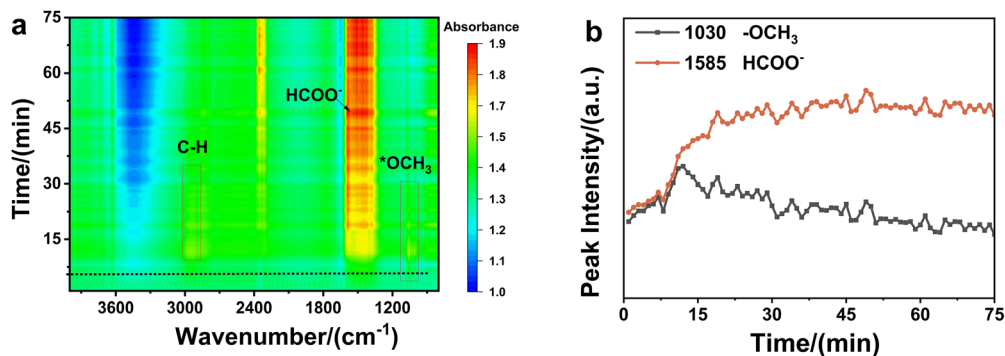 a
Absorbance
Time/(min)
75
60
45
30
15
HCOO⁻
C-H
*OCH₃
3600 3000 2400 1800 1200
Wavenumber/(cm⁻¹)
1.9
1.8
1.7
1.6
1.5
1.4
1.3
1.2
1.1
1.0
b
1030 -OCH₃
1585 HCOO⁻
Peak Intensity/(a.u.)
0 15 30 45 60 75
Time/(min)